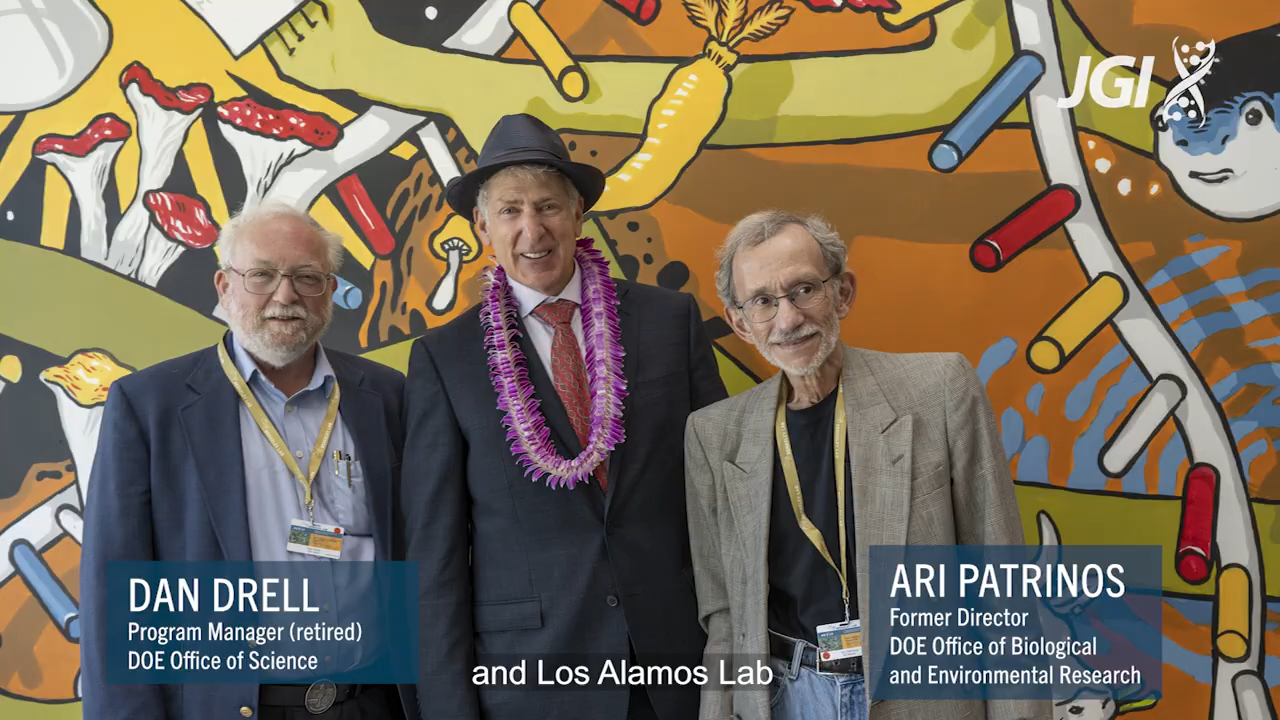 JGI
DAN DRELL
Program Manager (retired)
DOE Office of Science
ARI PATRINOS
Former Director
DOE Office of Biological
and Environmental Research
and Los Alamos Lab